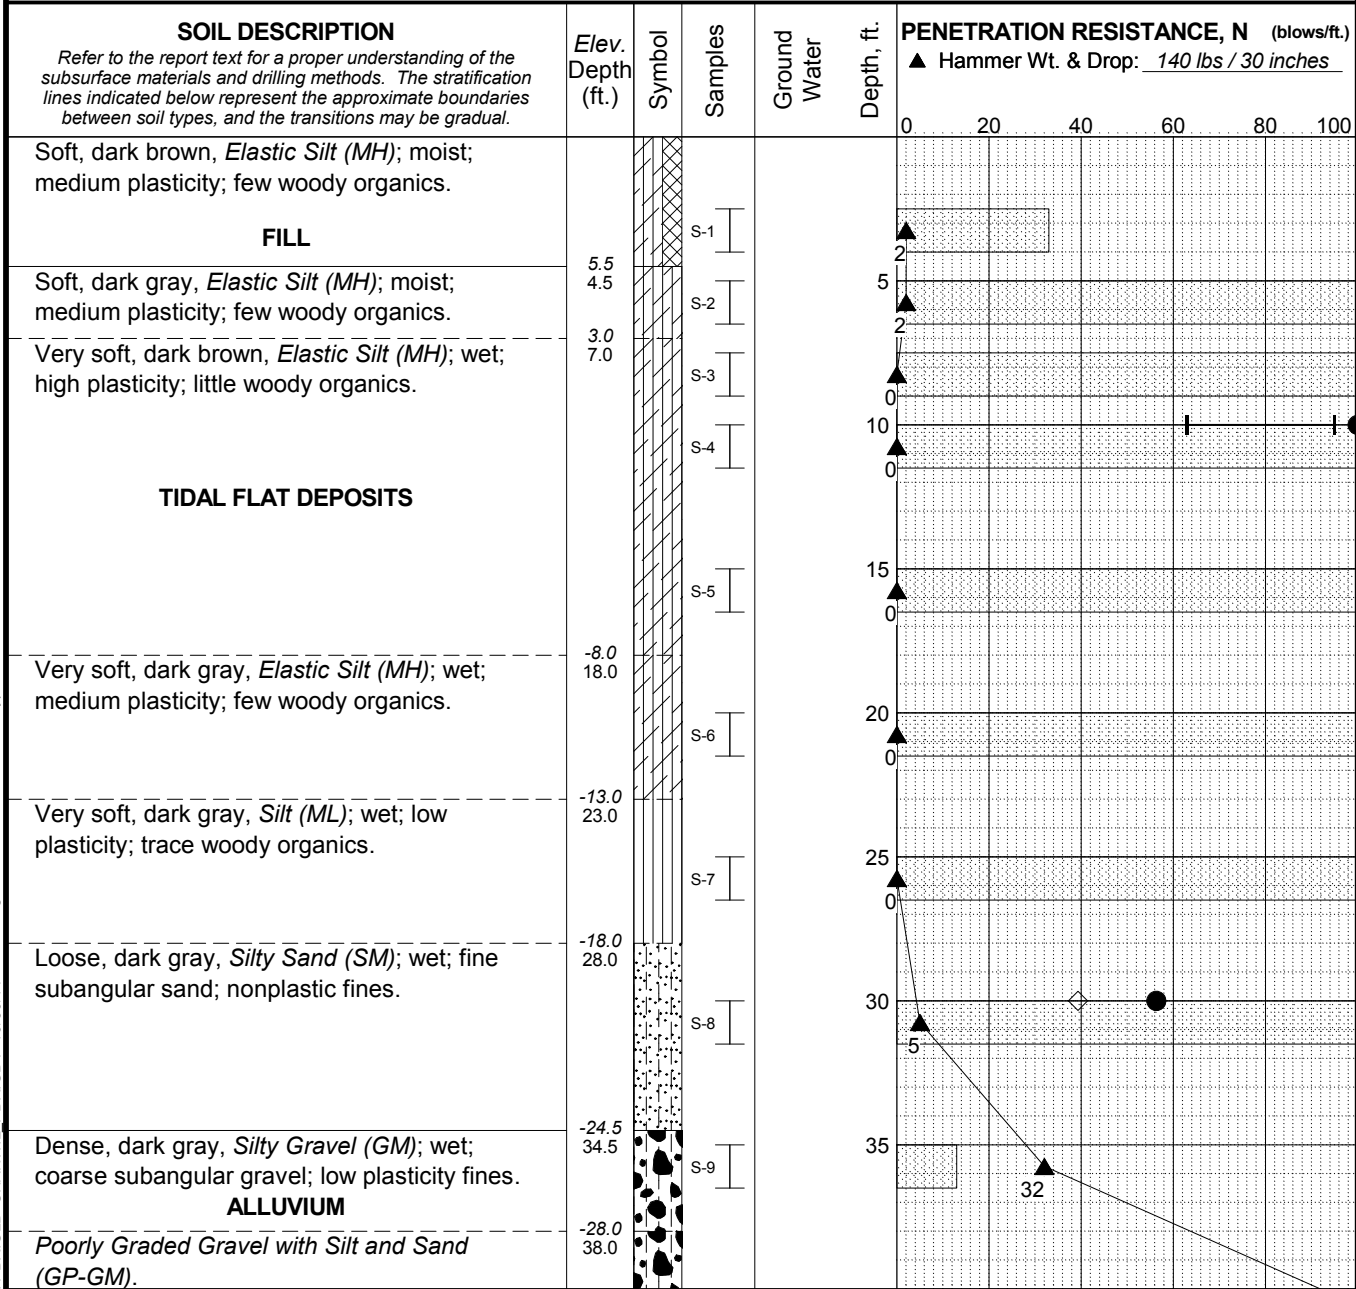 SOIL DESCRIPTION
Refer to the report text for a proper understanding of the
subsurface materials and drilling methods. The stratification
lines indicated below represent the approximate boundaries
between soil types, and the transitions may be gradual.
Elev.
Depth
(ft.)
Symbol
Samples
Ground
Water
Depth, ft.
PENETRATION RESISTANCE, N (blows/ft.)
▲ Hammer Wt. & Drop: 140 lbs / 30 inches
0 20 40 60 80 100
Soft, dark brown, Elastic Silt (MH); moist;
medium plasticity; few woody organics.
FILL
S-1
2
5.5
4.5
Soft, dark gray, Elastic Silt (MH); moist;
medium plasticity; few woody organics.
S-2
5
2
3.0
7.0
Very soft, dark brown, Elastic Silt (MH); wet;
high plasticity; little woody organics.
S-3
0
S-4
10
0
TIDAL FLAT DEPOSITS
S-5
15
0
-8.0
18.0
Very soft, dark gray, Elastic Silt (MH); wet;
medium plasticity; few woody organics.
S-6
20
0
-13.0
23.0
Very soft, dark gray, Silt (ML); wet; low
plasticity; trace woody organics.
S-7
25
0
-18.0
28.0
Loose, dark gray, Silty Sand (SM); wet; fine
subangular sand; nonplastic fines.
S-8
30
5
-24.5
34.5
Dense, dark gray, Silty Gravel (GM); wet;
coarse subangular gravel; low plasticity fines.
S-9
35
32
ALLUVIUM
-28.0
38.0
Poorly Graded Gravel with Silt and Sand
(GP-GM).